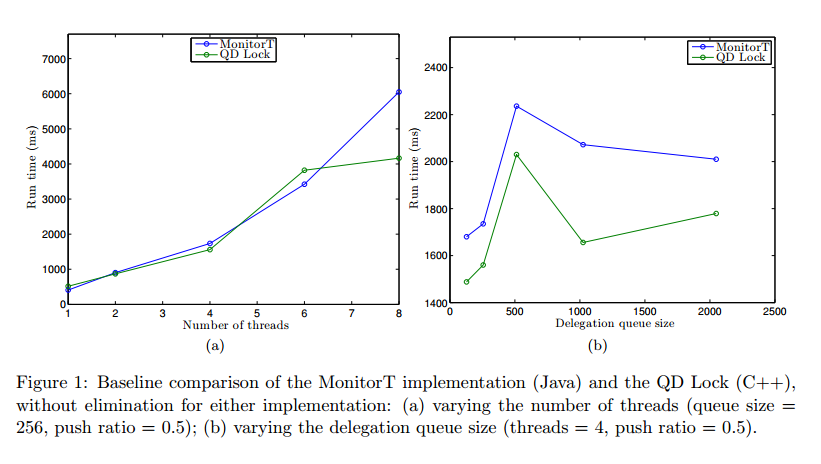 MonitorT
QD Lock
7000
6000
5000
4000
3000
2000
1000
0
Run time (ms)
1 2 3 4 5 6 7 8
Number of threads
(a)
MonitorT
QD Lock
2400
2200
2000
1800
1600
1400
Run time (ms)
0 500 1000 1500 2000 2500
Delegation queue size
(b)
Figure 1: Baseline comparison of the MonitorT implementation (Java) and the QD Lock (C++),
without elimination for either implementation: (a) varying the number of threads (queue size =
256, push ratio = 0.5); (b) varying the delegation queue size (threads = 4, push ratio = 0.5).